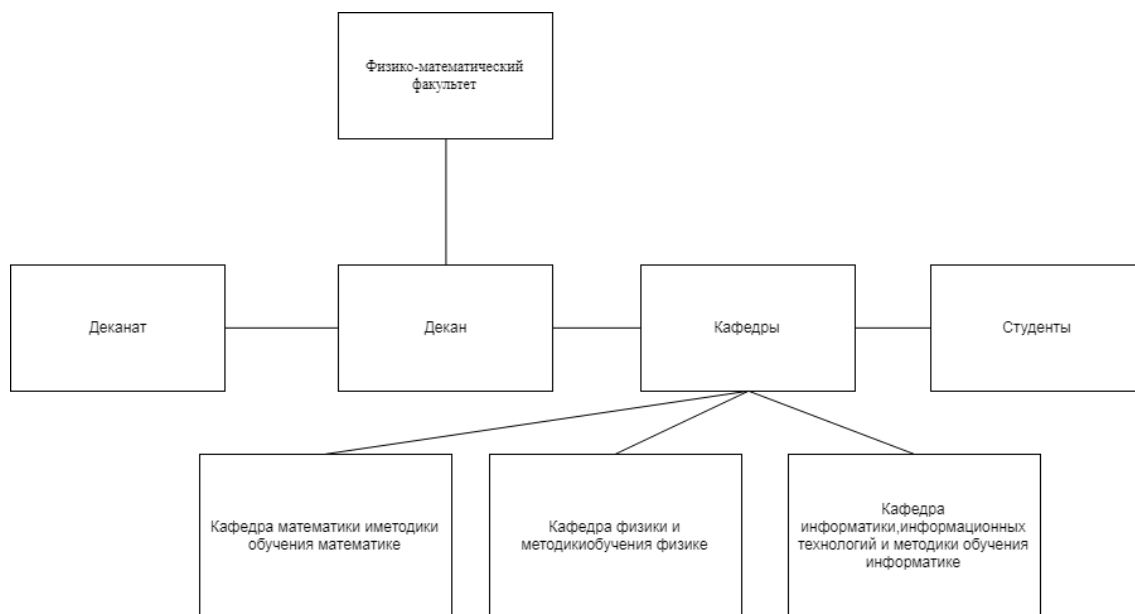 Физико-математический
факультет
Деканат
Декан
Кафедры
Студенты
Кафедра математики иметодики
обучения математике
Кафедра физики и
методикиобучения физике
Кафедра
информатики,информационных
технологий и методики обучения
информатике